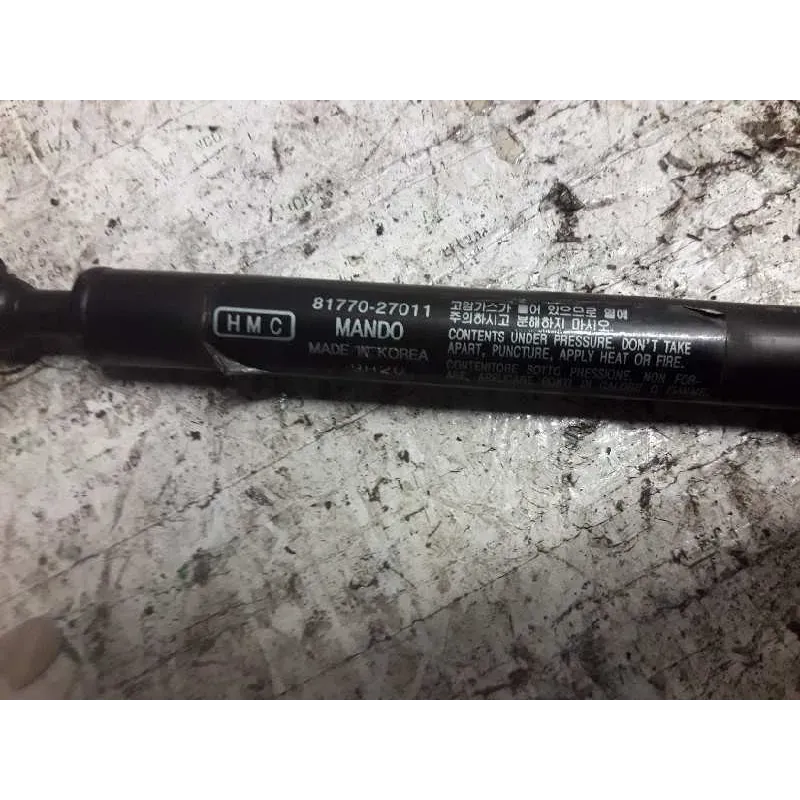 HMC
81770-27011
MANDO
MADE IN KOREA
고압가스가 들어 있으므로 열에
주의하시고 분해하지 마시오
CONTENTS UNDER PRESSURE. DON'T TAKE
APART, PUNCTURE, APPLY HEAT OR FIRE.
CONTENITORE SOTTO PRESSIONE. NON FOR-